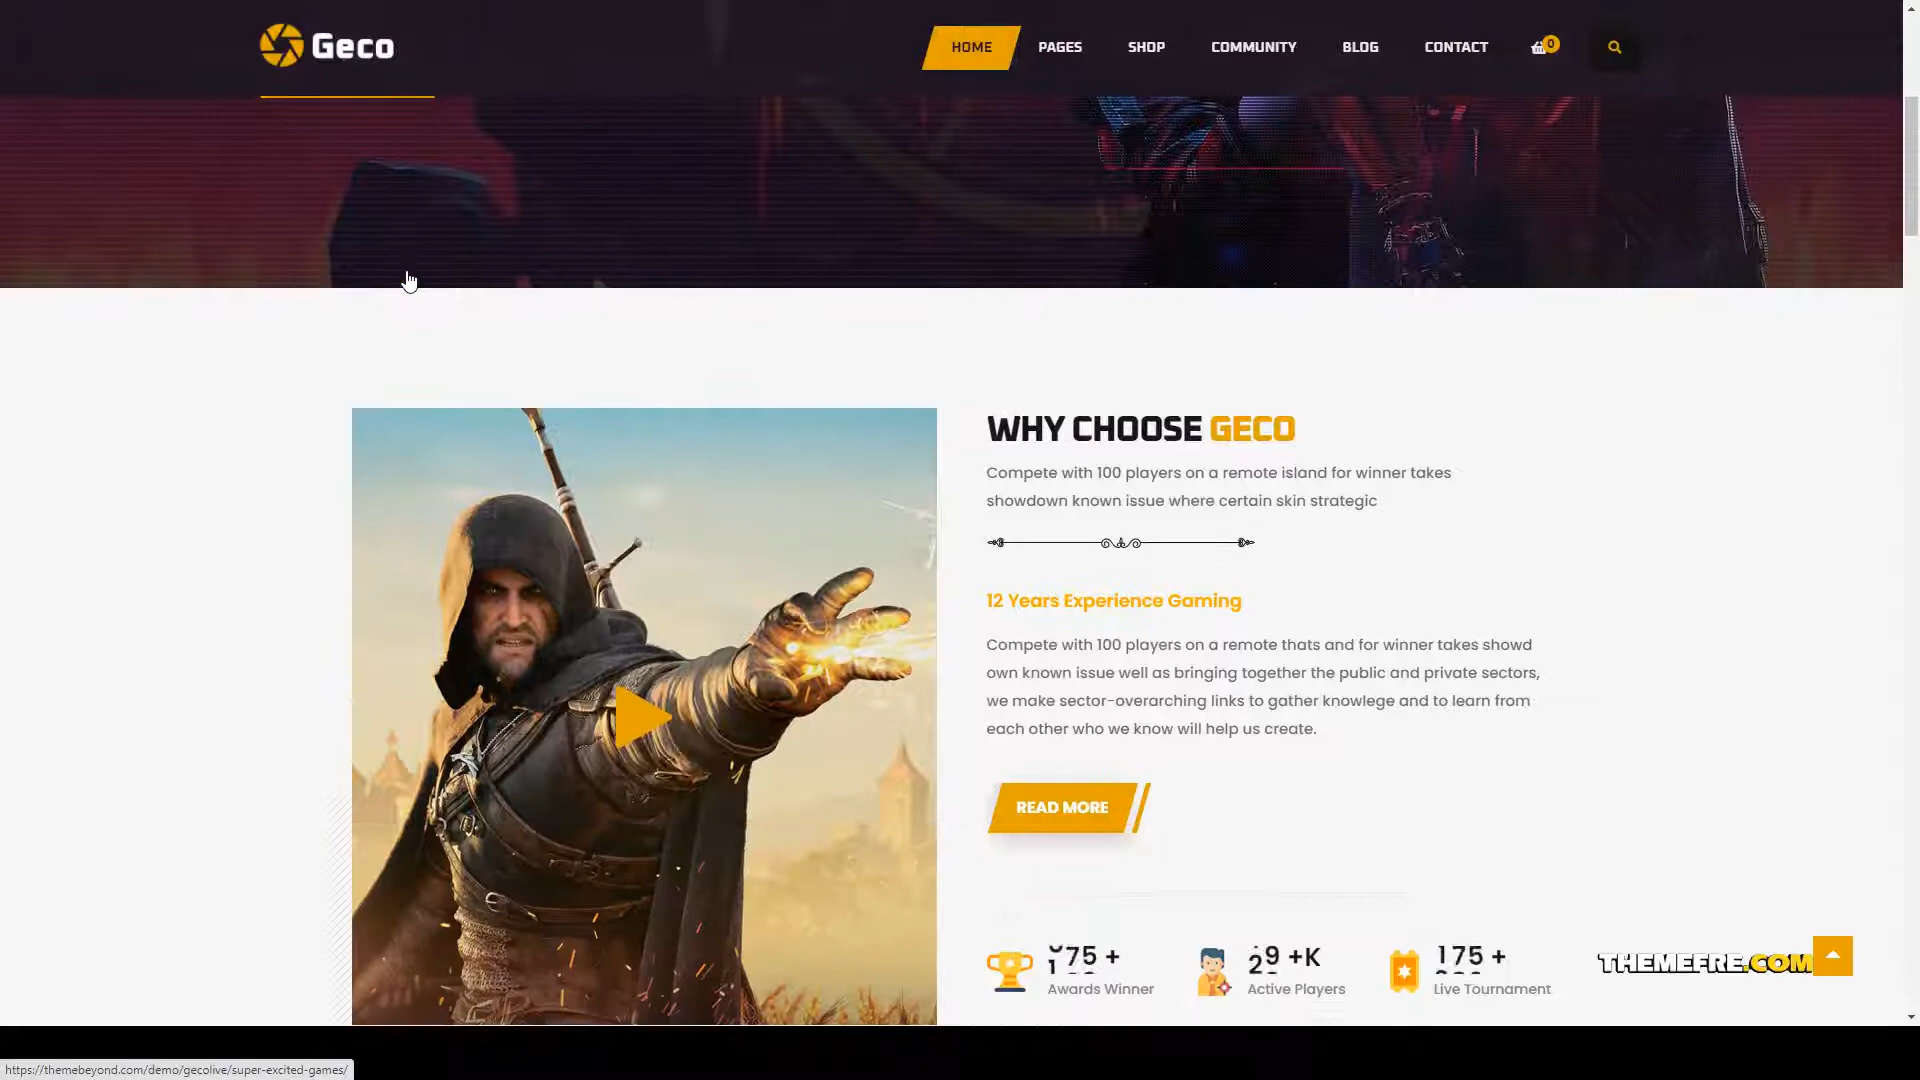 Geco
HOME PAGES SHOP COMMUNITY BLOG CONTACT 0
WHY CHOOSE GECO
Compete with 100 players on a remote island for winner takes
showdown known issue where certain skin strategic
12 Years Experience Gaming
Compete with 100 players on a remote thats and for winner takes showd
own known issue well as bringing together the public and private sectors,
we make sector-overarching links to gather knowlege and to learn from
each other who we know will help us create.
READ MORE
Awards Winner
Active Players
Live Tournament
THEMEFRE.COM
https://themebeyond.com/demo/gecolive/super-excited-games/